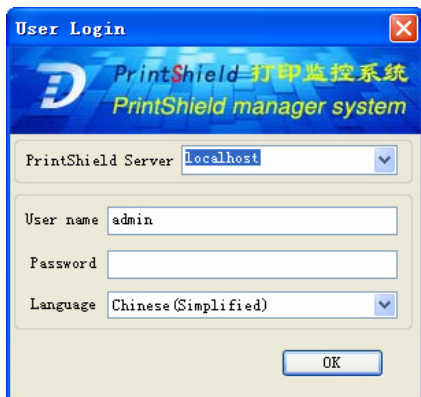 User Login
PrintShield 打印监控系统
PrintShield manager system
PrintShield Server localhost
User name admin
Password
Language Chinese(Simplified)
OK